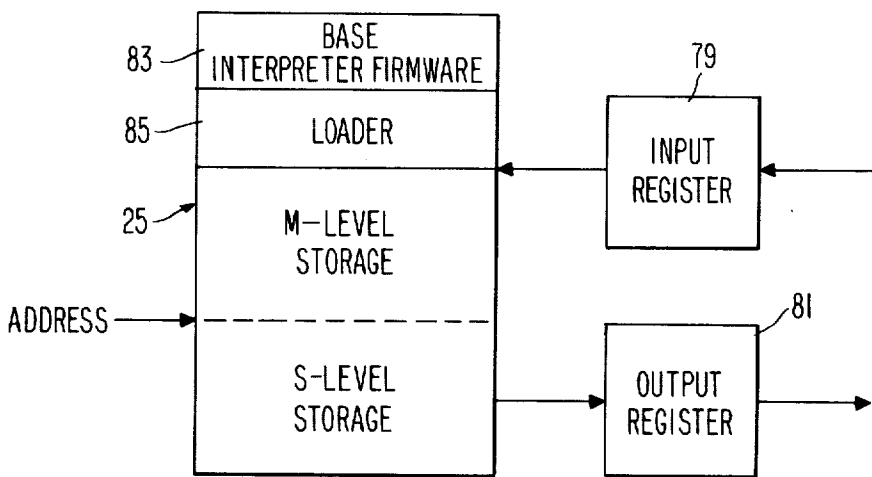 83
BASE
INTERPRETER FIRMWARE
85
LOADER
79
INPUT
REGISTER
25
M-LEVEL
STORAGE
ADDRESS
81
S-LEVEL
STORAGE
OUTPUT
REGISTER